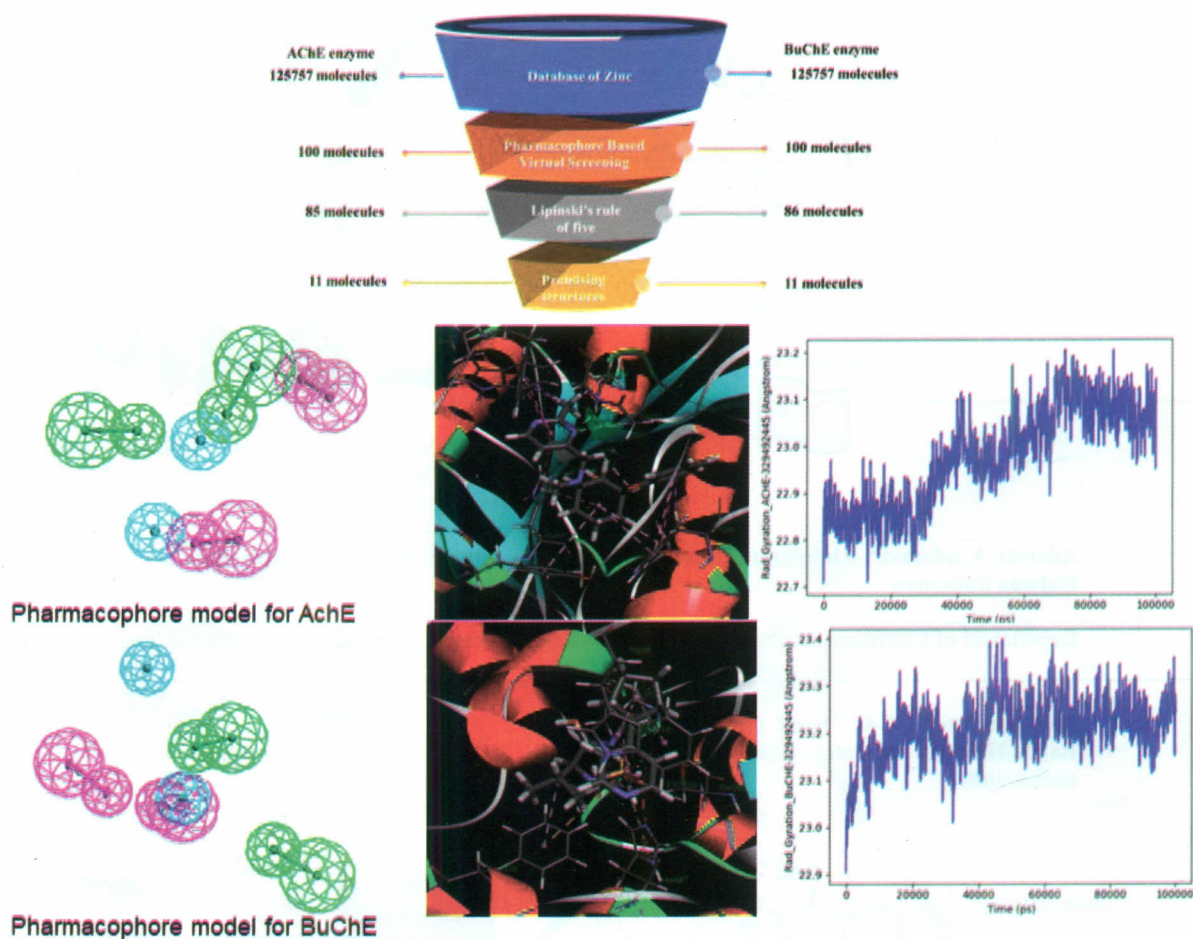 AChE enzyme
125757 molecules
Database of Zinc
BuChE enzyme
125757 molecules
100 molecules
Pharmacophore Based
Virtual Screening
100 molecules
85 molecules
Lipinski's rule
of five
86 molecules
11 molecules
Promising
structures
11 molecules
Pharmacophore model for AchE
Rad_Gyration_ACHE-329492445 (Angstrom)
23.2
23.1
23.0
22.9
22.8
22.7
0
20000
40000
60000
80000
100000
Time (ps)
Pharmacophore model for BuChE
Rad_Gyration_BuCHE-329492445 (Angstrom)
23.4
23.3
23.2
23.1
23.0
22.9
0
20000
40000
60000
80000
100000
Time (ps)